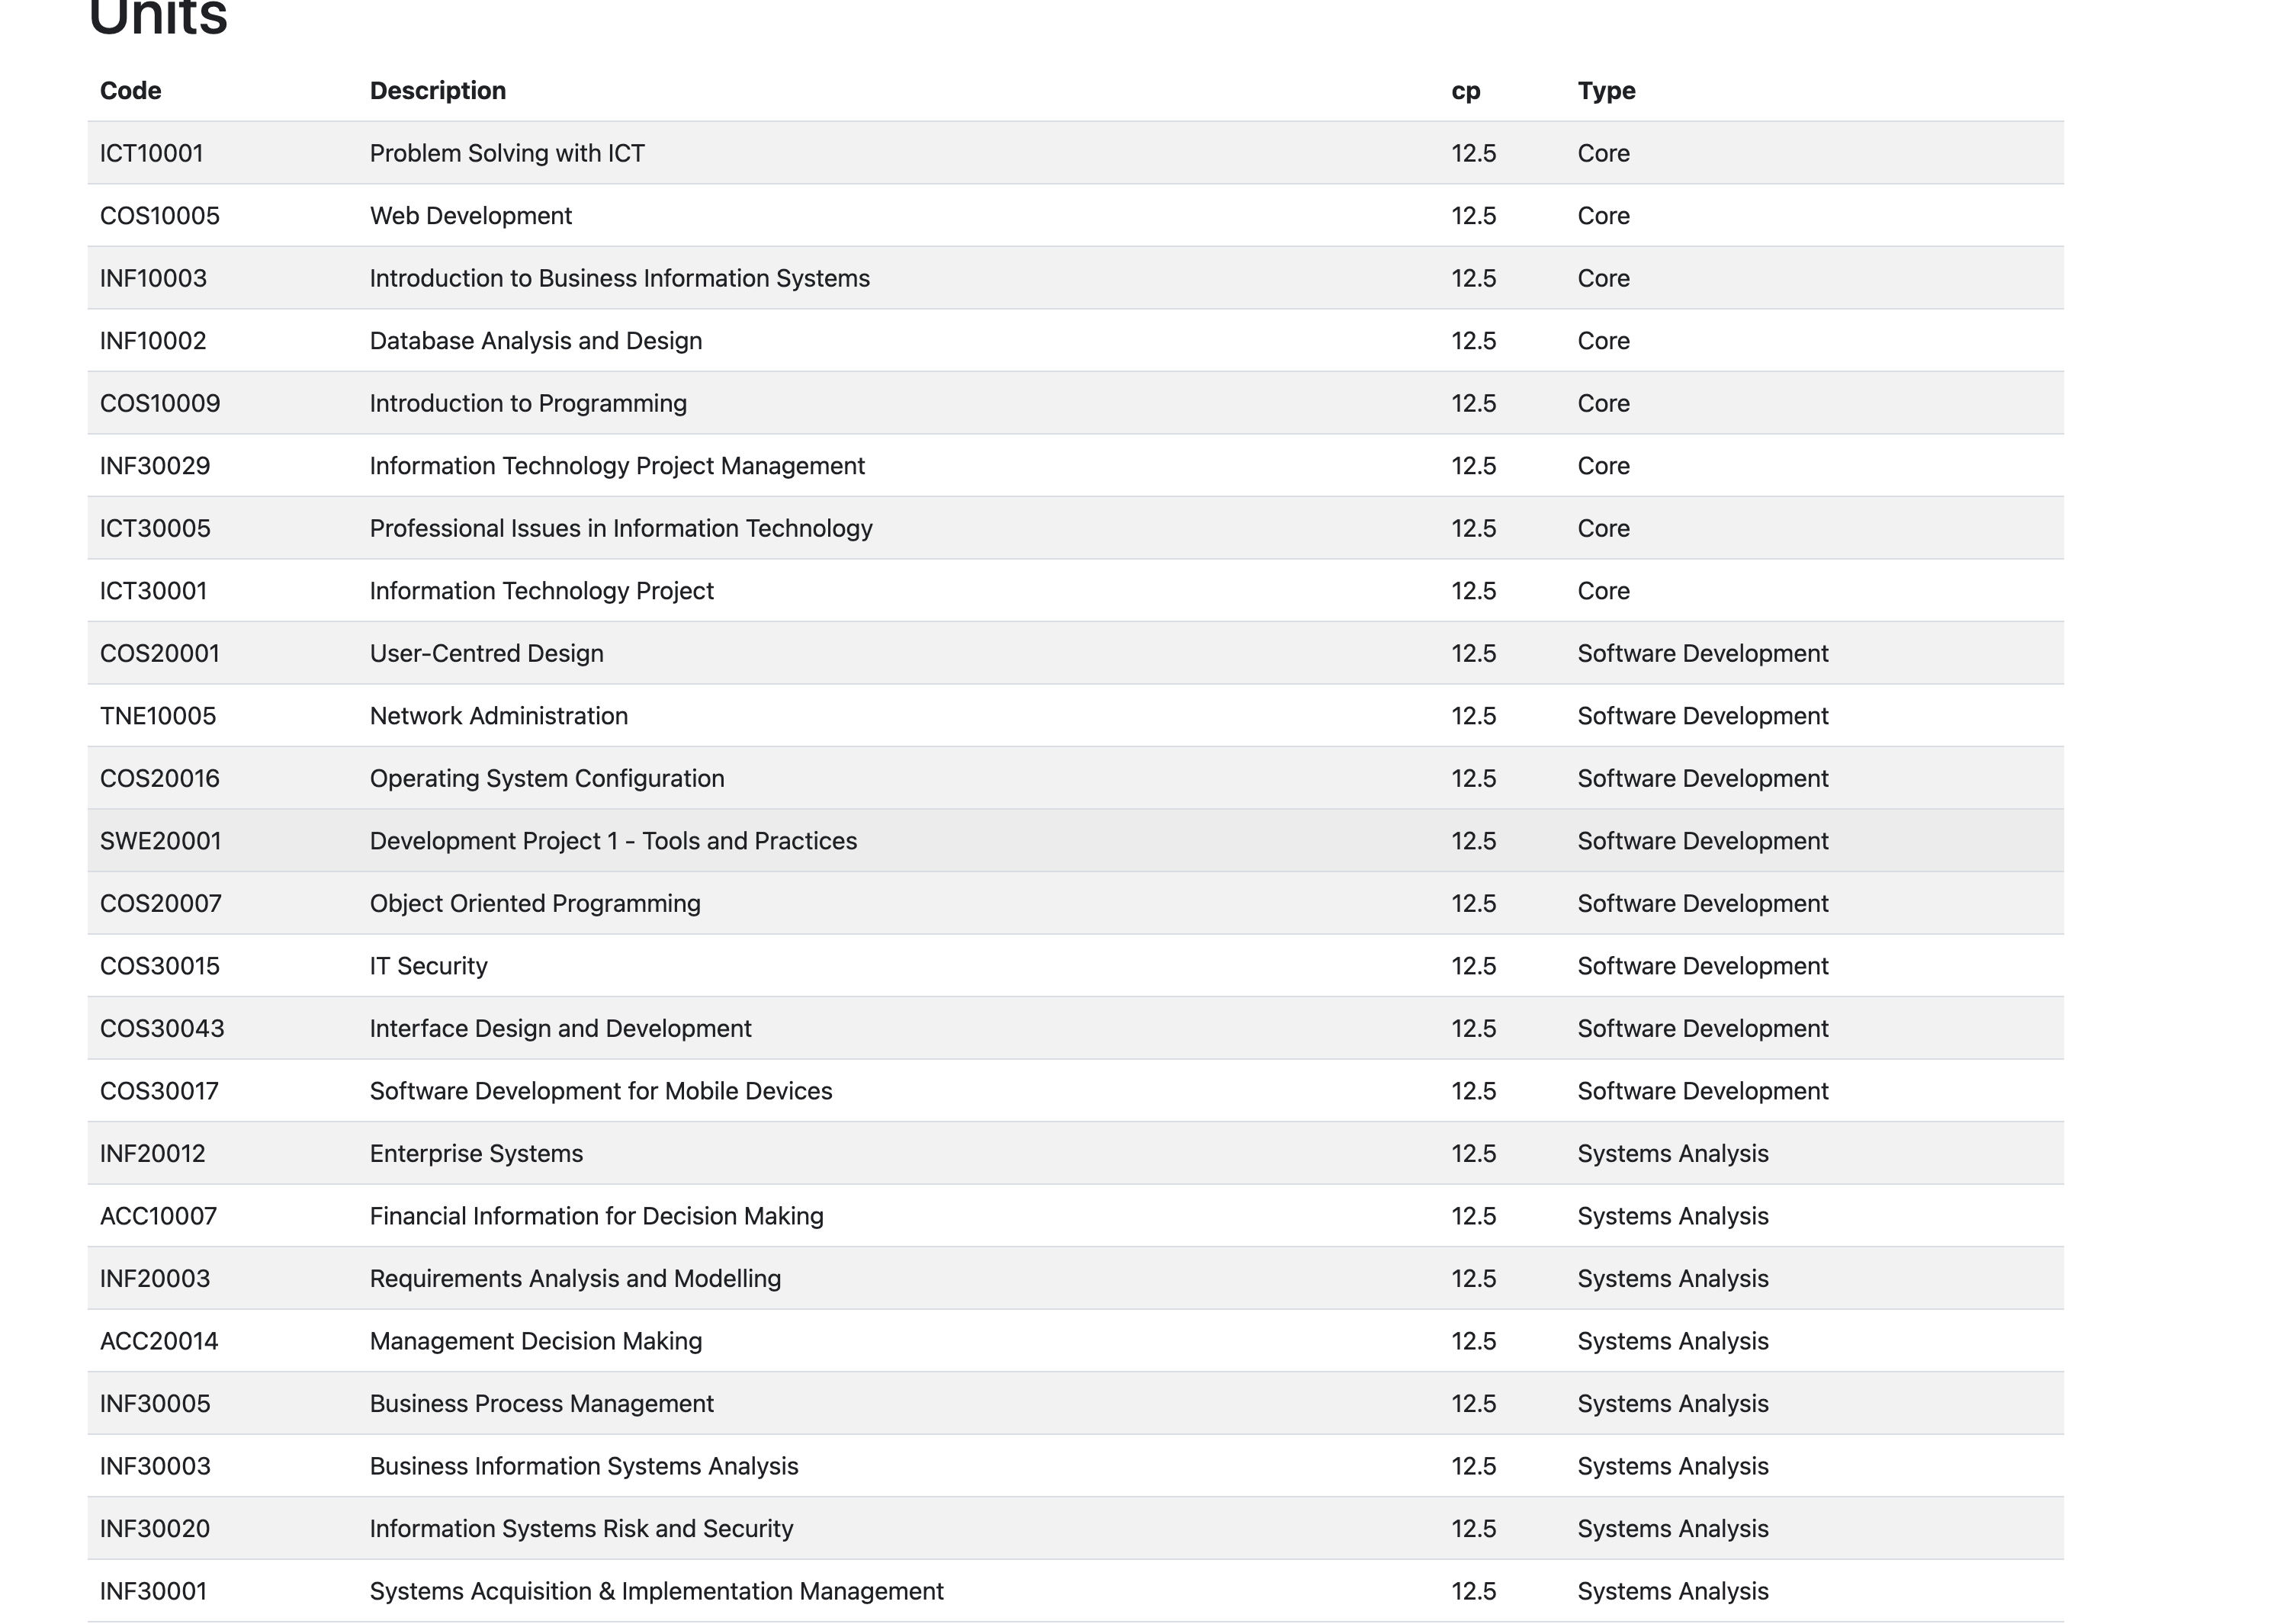 Units
Code Description cp Type
ICT10001 Problem Solving with ICT 12.5 Core
COS10005 Web Development 12.5 Core
INF10003 Introduction to Business Information Systems 12.5 Core
INF10002 Database Analysis and Design 12.5 Core
COS10009 Introduction to Programming 12.5 Core
INF30029 Information Technology Project Management 12.5 Core
ICT30005 Professional Issues in Information Technology 12.5 Core
ICT30001 Information Technology Project 12.5 Core
COS20001 User-Centred Design 12.5 Software Development
TNE10005 Network Administration 12.5 Software Development
COS20016 Operating System Configuration 12.5 Software Development
SWE20001 Development Project 1 - Tools and Practices 12.5 Software Development
COS20007 Object Oriented Programming 12.5 Software Development
COS30015 IT Security 12.5 Software Development
COS30043 Interface Design and Development 12.5 Software Development
COS30017 Software Development for Mobile Devices 12.5 Software Development
INF20012 Enterprise Systems 12.5 Systems Analysis
ACC10007 Financial Information for Decision Making 12.5 Systems Analysis
INF20003 Requirements Analysis and Modelling 12.5 Systems Analysis
ACC20014 Management Decision Making 12.5 Systems Analysis
INF30005 Business Process Management 12.5 Systems Analysis
INF30003 Business Information Systems Analysis 12.5 Systems Analysis
INF30020 Information Systems Risk and Security 12.5 Systems Analysis
INF30001 Systems Acquisition & Implementation Management 12.5 Systems Analysis